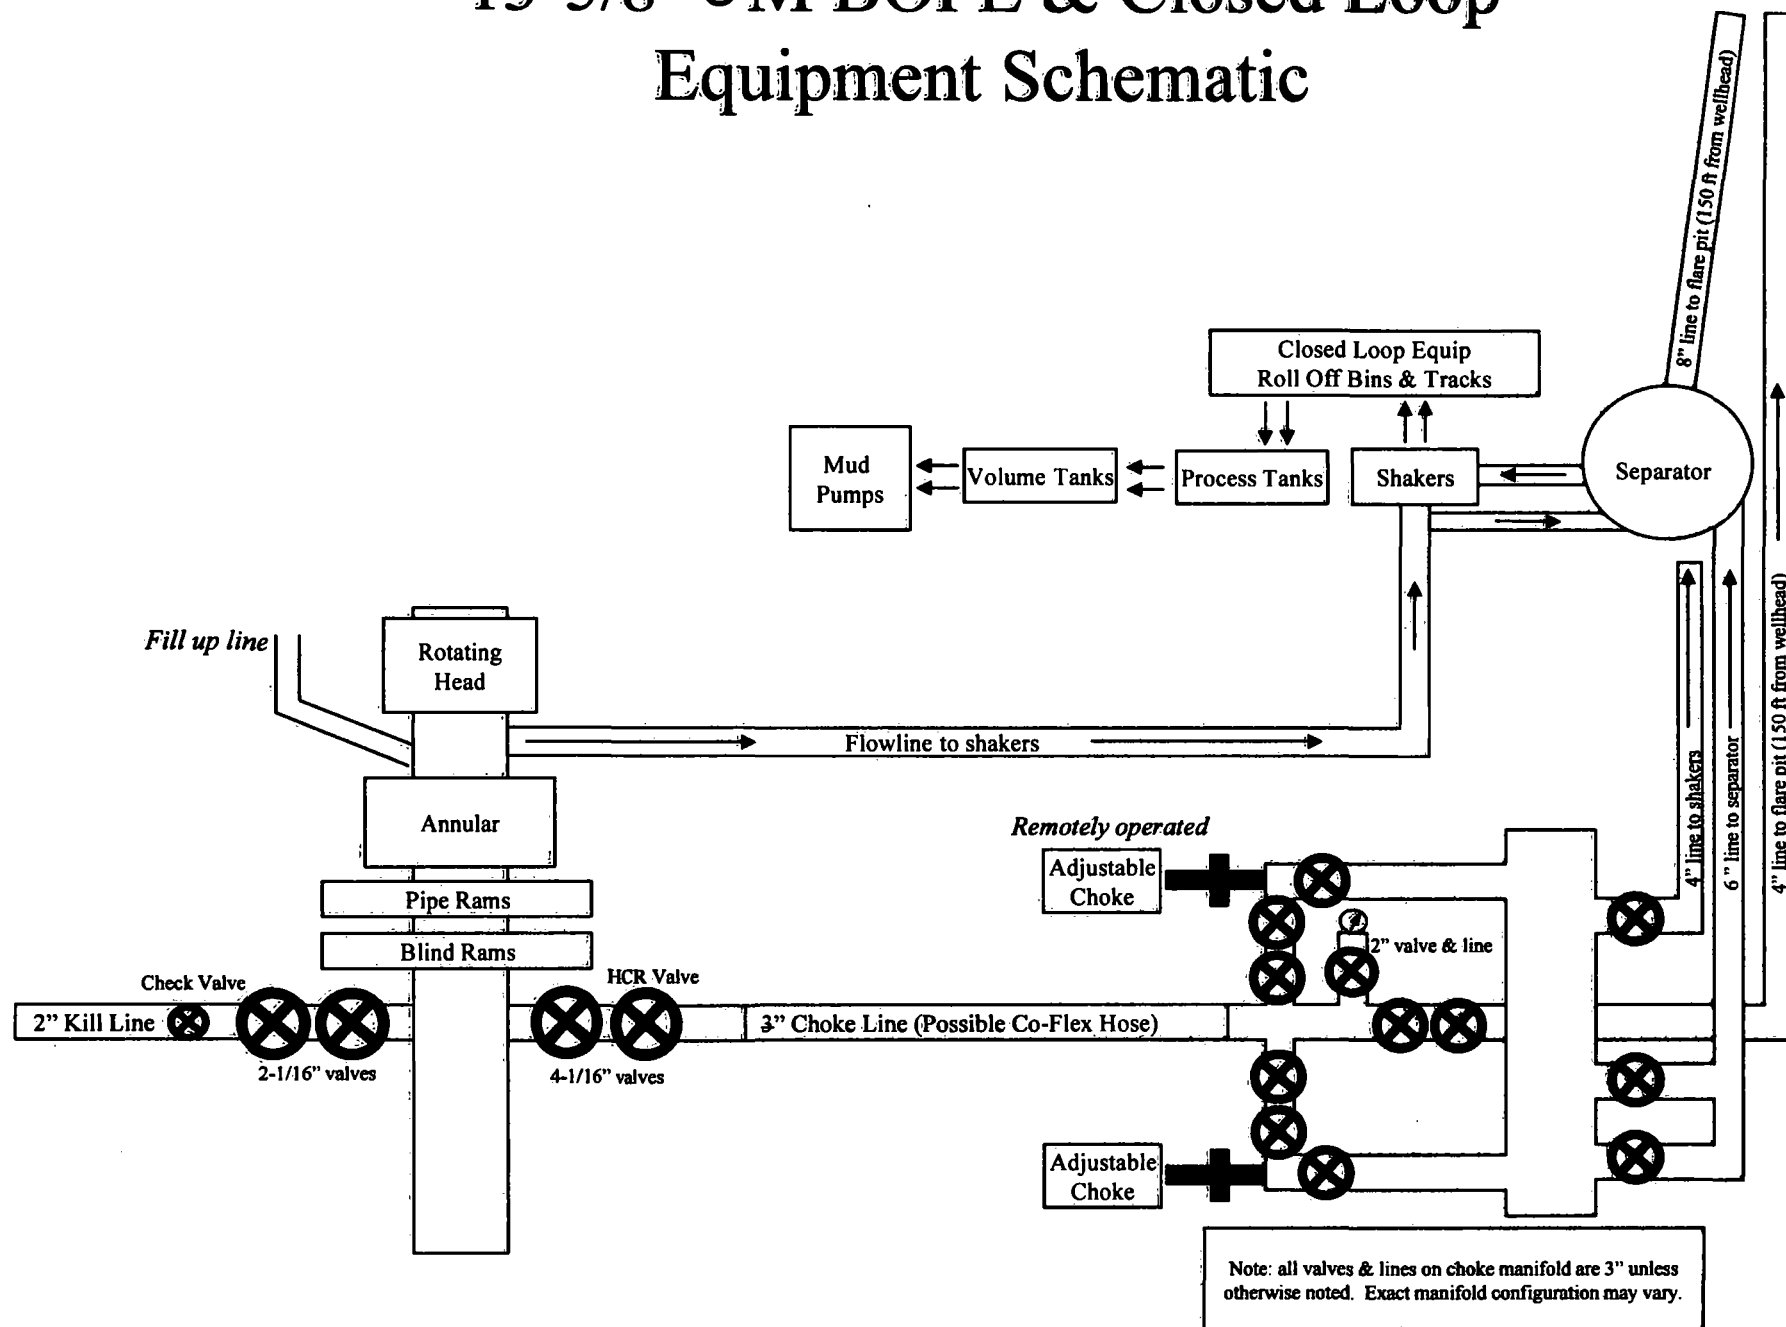 BOPE & Closed Loop
Equipment Schematic
8" line to flare pit (150 ft from wellhead)
Closed Loop Equip
Roll Off Bins & Tracks
Mud
Pumps
Volume Tanks
Process Tanks
Shakers
Separator
Fill up line
Rotating
Head
Flowline to shakers
4" line to shakers
6 " separator
4" line to flare pit (150 ft from wellhead)
Annular
Remotely operated
Adjustable
Choke
Pipe Rams
2" valve & line
Blind Rams
Check Valve
HCR Valve
2" Kill Line
3" Choke Line (Possible Co-Flex Hose)
2-1/16" valves
4-1/16" valves
Adjustable
Choke
Note: all valves & lines on choke manifold are 3" unless
otherwise noted. Exact manifold configuration may vary.